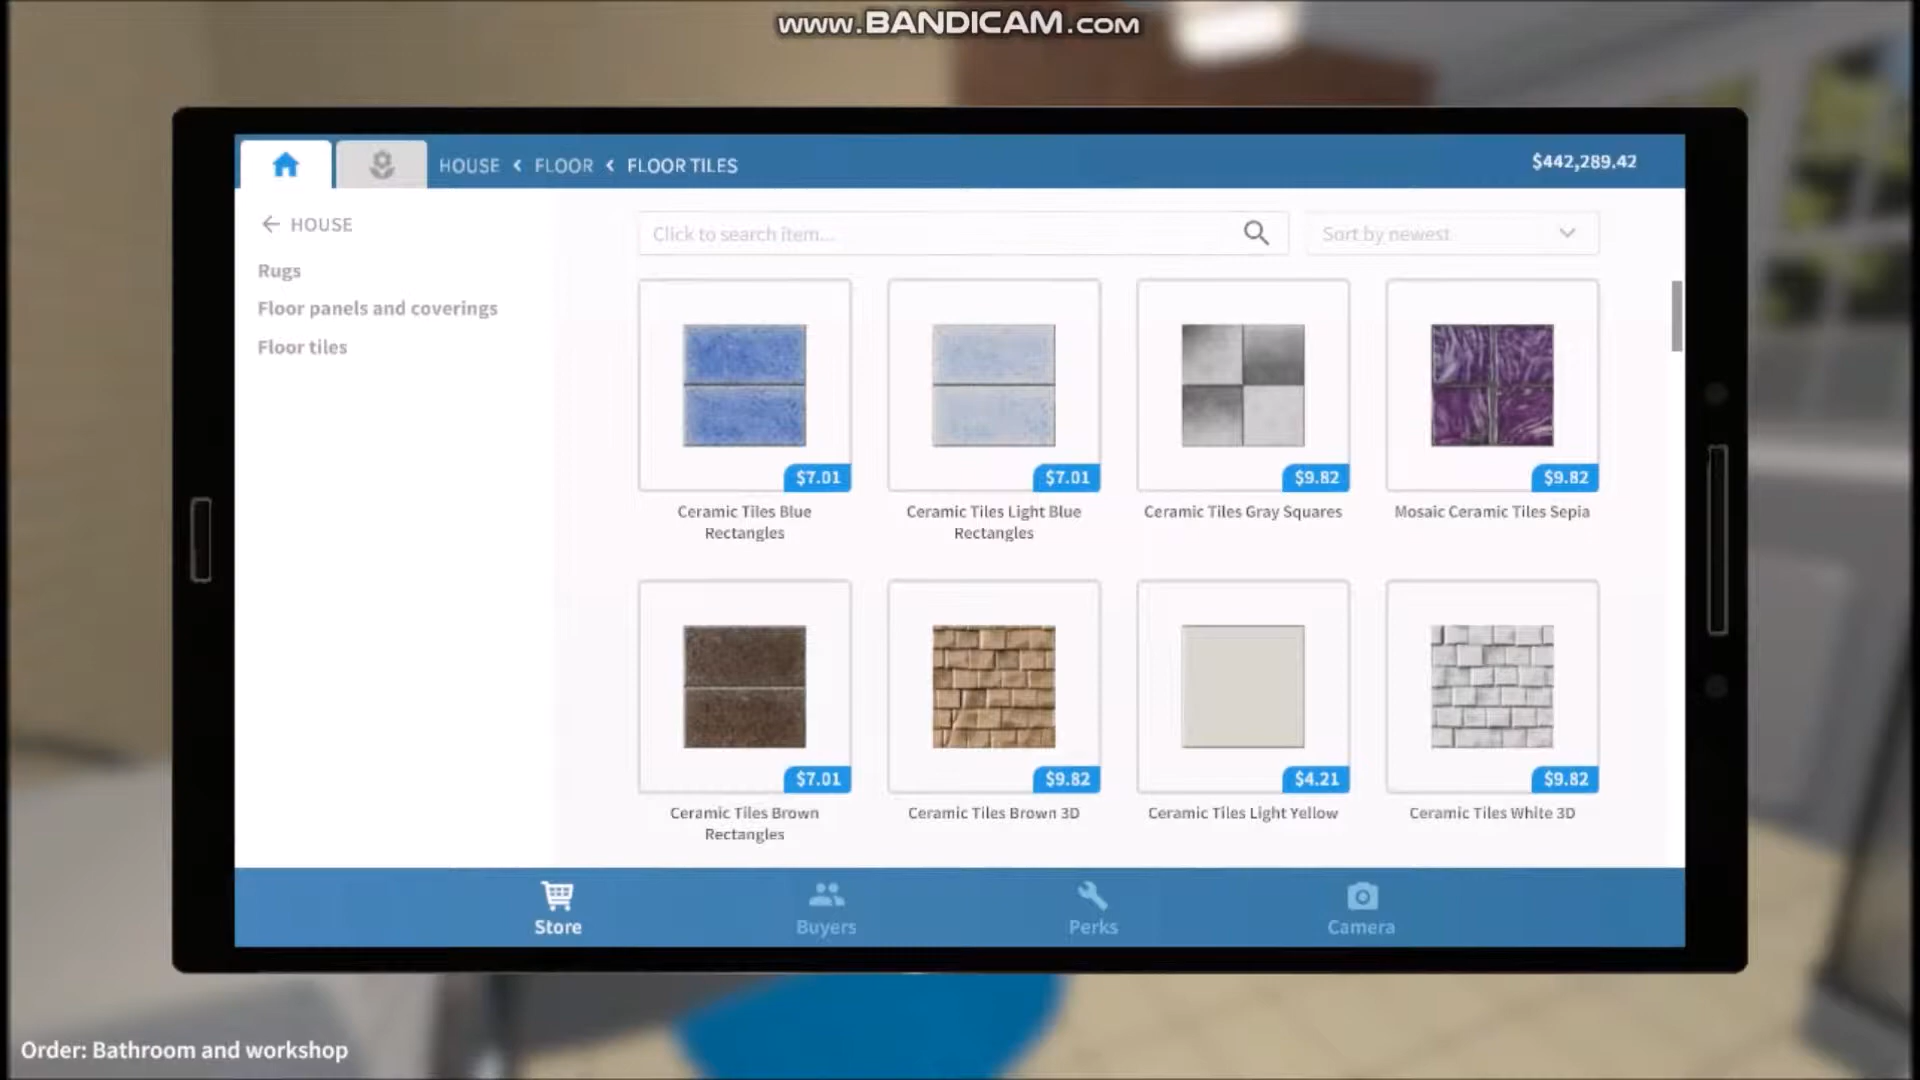 www.BANDICAM.com
HOUSE < FLOOR < FLOOR TILES
$442,289.42
← HOUSE
Click to search item...
Sort by newest
Rugs
Floor panels and coverings
Floor tiles
$7.01
$7.01
$9.82
$9.82
Ceramic Tiles Blue
Rectangles
Ceramic Tiles Light Blue
Rectangles
Ceramic Tiles Gray Squares
Mosaic Ceramic Tiles Sepia
$7.01
$9.82
$4.21
$9.82
Ceramic Tiles Brown
Rectangles
Ceramic Tiles Brown 3D
Ceramic Tiles Light Yellow
Ceramic Tiles White 3D
Store
Buyers
Perks
Camera
Order: Bathroom and workshop